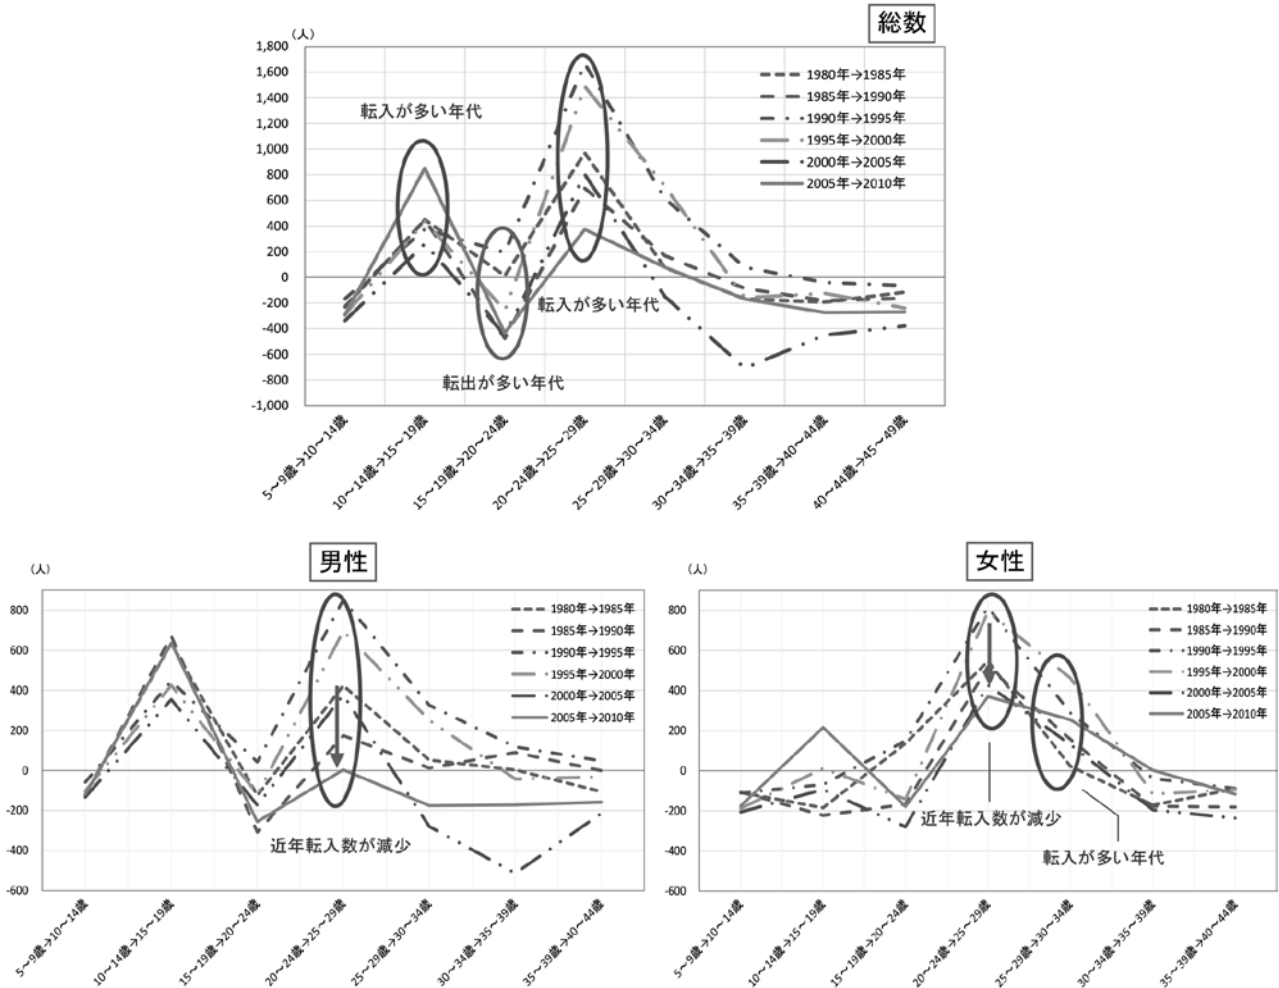 総数
(人)
1,800
1,600
1,400
1,200
1,000
800
600
400
200
0
-200
-400
-600
-800
-1,000
転入が多い年代
転入が多い年代
転出が多い年代
1980年→1985年
1985年→1990年
1990年→1995年
1995年→2000年
2000年→2005年
2005年→2010年
5～9歳→10～14歳
10～14歳→15～19歳
15～19歳→20～24歳
20～24歳→25～29歳
25～29歳→30～34歳
30～34歳→35～39歳
35～39歳→40～44歳
40～44歳→45～49歳
男性
(人)
800
600
400
200
0
-200
-400
-600
1980年→1985年
1985年→1990年
1990年→1995年
1995年→2000年
2000年→2005年
2005年→2010年
近年転入数が減少
5～9歳→10～14歳
10～14歳→15～19歳
15～19歳→20～24歳
20～24歳→25～29歳
25～29歳→30～34歳
30～34歳→35～39歳
35～39歳→40～44歳
女性
(人)
800
600
400
200
0
-200
-400
-600
1980年→1985年
1985年→1990年
1990年→1995年
1995年→2000年
2000年→2005年
2005年→2010年
近年転入数が減少
転入が多い年代
5～9歳→10～14歳
10～14歳→15～19歳
15～19歳→20～24歳
20～24歳→25～29歳
25～29歳→30～34歳
30～34歳→35～39歳
35～39歳→40～44歳